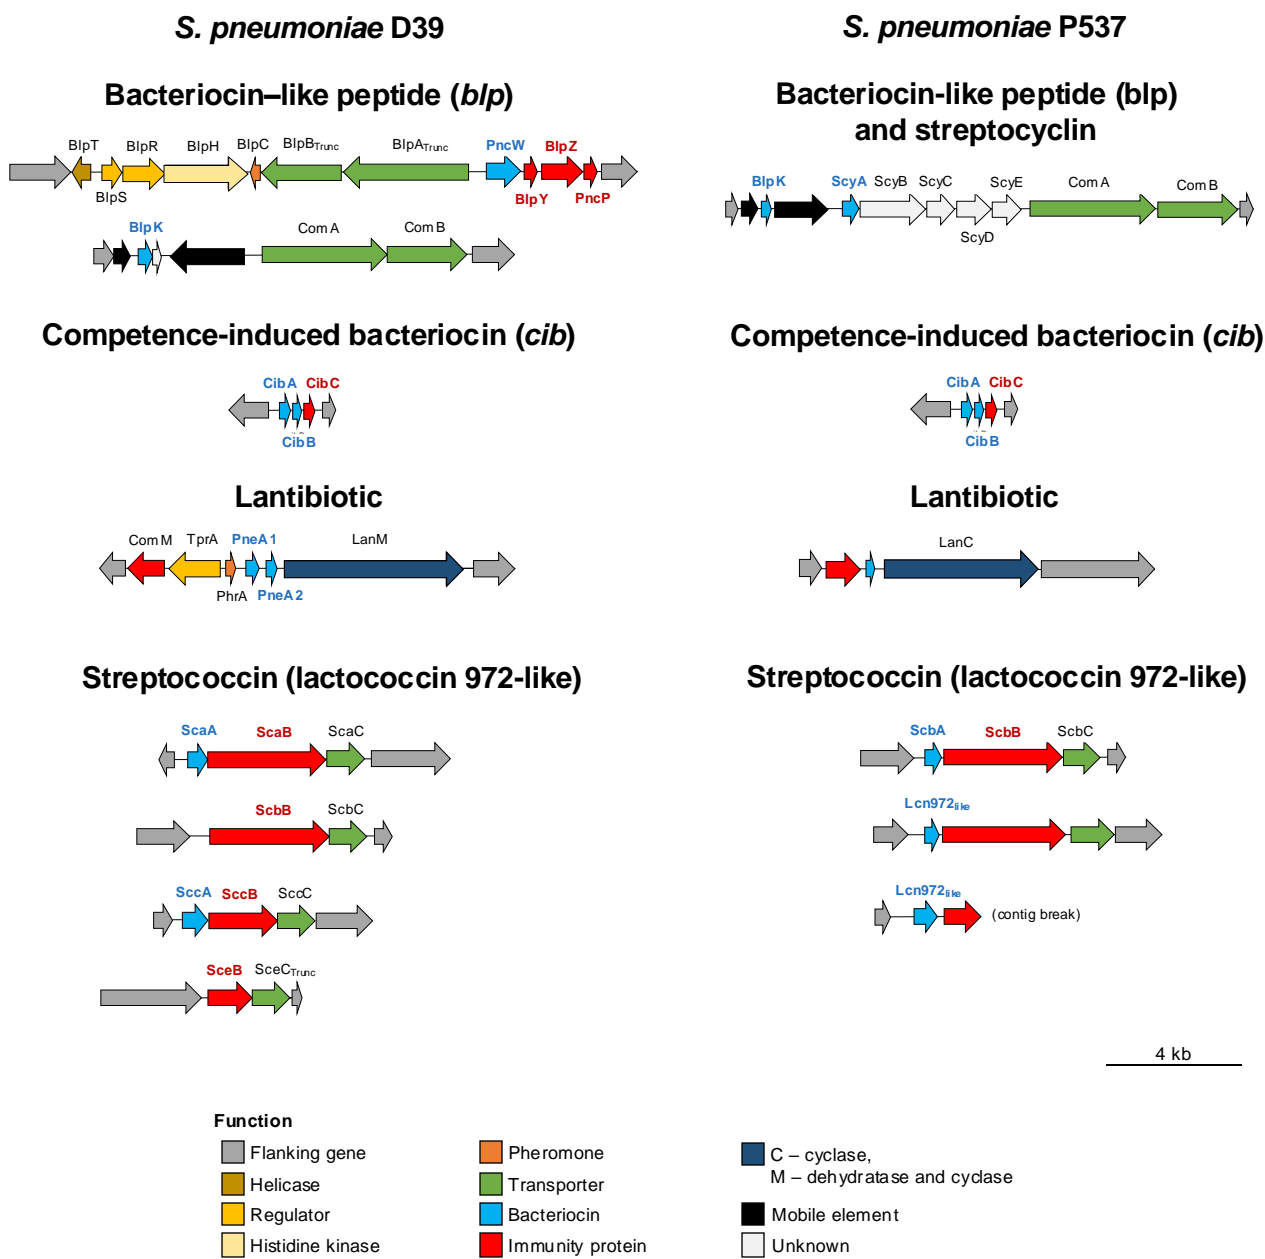 S. pneumoniae D39
Bacteriocin–like peptide (blp)
BlpT BlpR BlpH BlpC BlpBTrunc BlpATrunc PncW BlpZ
BlpS BlpY PncP
BlpK ComA ComB
Competence-induced bacteriocin (cib)
CibA CibC
CibB
Lantibiotic
ComM TprA PneA1 LanM
PhrA PneA2
Streptococcin (lactococcin 972-like)
ScaA ScaB ScaC
ScbB ScbC
SccA SccB SccC
SceB SceCTrunc
S. pneumoniae P537
Bacteriocin-like peptide (blp)
and streptocyclin
BlpK ScyA ScyB ScyC ScyE ComA ComB
ScyD
Competence-induced bacteriocin (cib)
CibA CibC
CibB
Lantibiotic
LanC
Streptococcin (lactococcin 972-like)
ScbA ScbB ScbC
Lcn972like
Lcn972like
(contig break)
4 kb
Function
Flanking gene
Helicase
Regulator
Histidine kinase
Pheromone
Transporter
Bacteriocin
Immunity protein
C – cyclase,
M – dehydratase and cyclase
Mobile element
Unknown